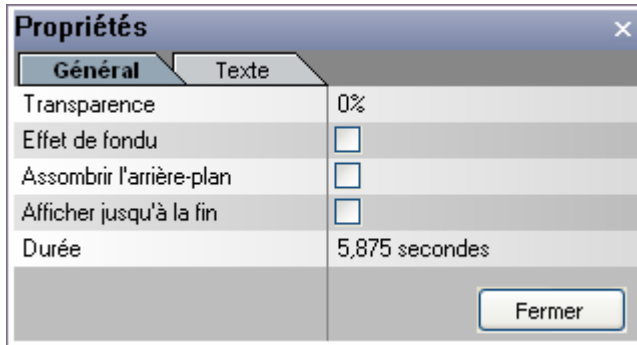 Propriétés
Général Texte
Transparence 0%
Effet de fondu
Assombrir l'arrière-plan
Afficher jusqu'à la fin
Durée 5,875 secondes
Fermer